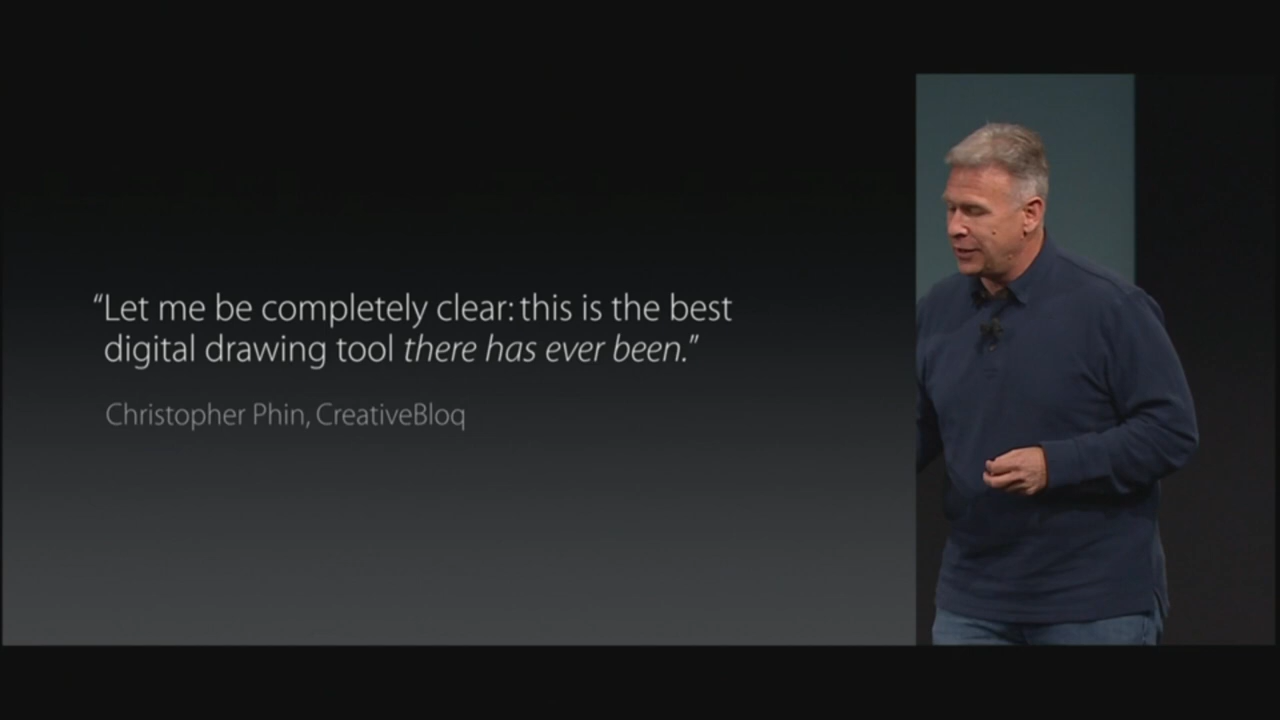 “Let me be completely clear: this is the best
digital drawing tool there has ever been.”
Christopher Phin, CreativeBloq